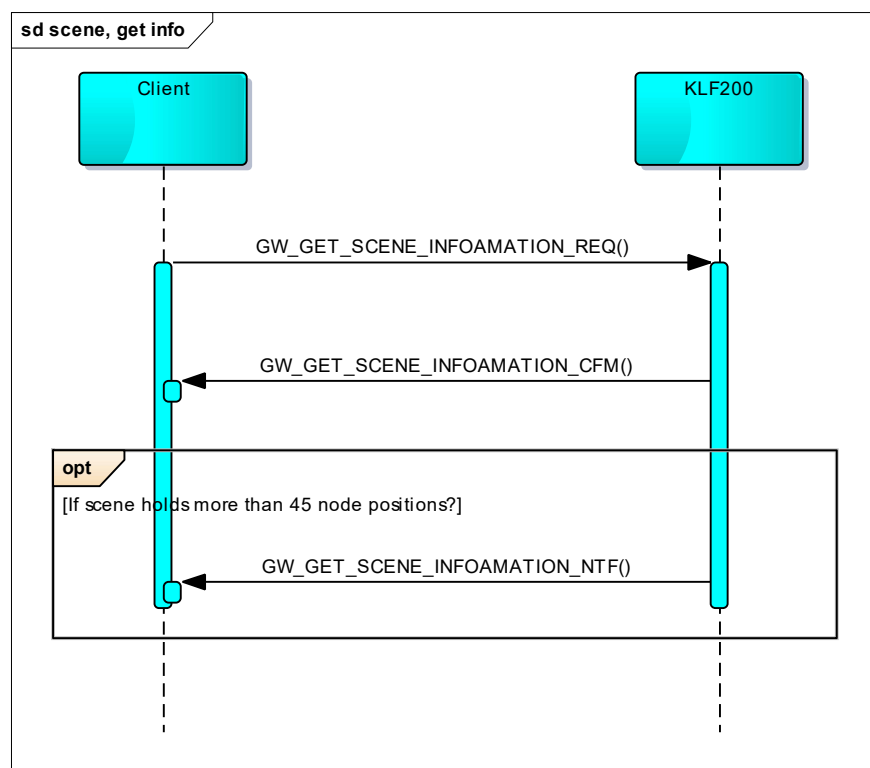 sd scene, get info
Client
KLF200
GW_GET_SCENE_INFOAMATION_REQ()
GW_GET_SCENE_INFOAMATION_CFM()
opt
[If scene holds more than 45 node positions?]
GW_GET_SCENE_INFOAMATION_NTF()